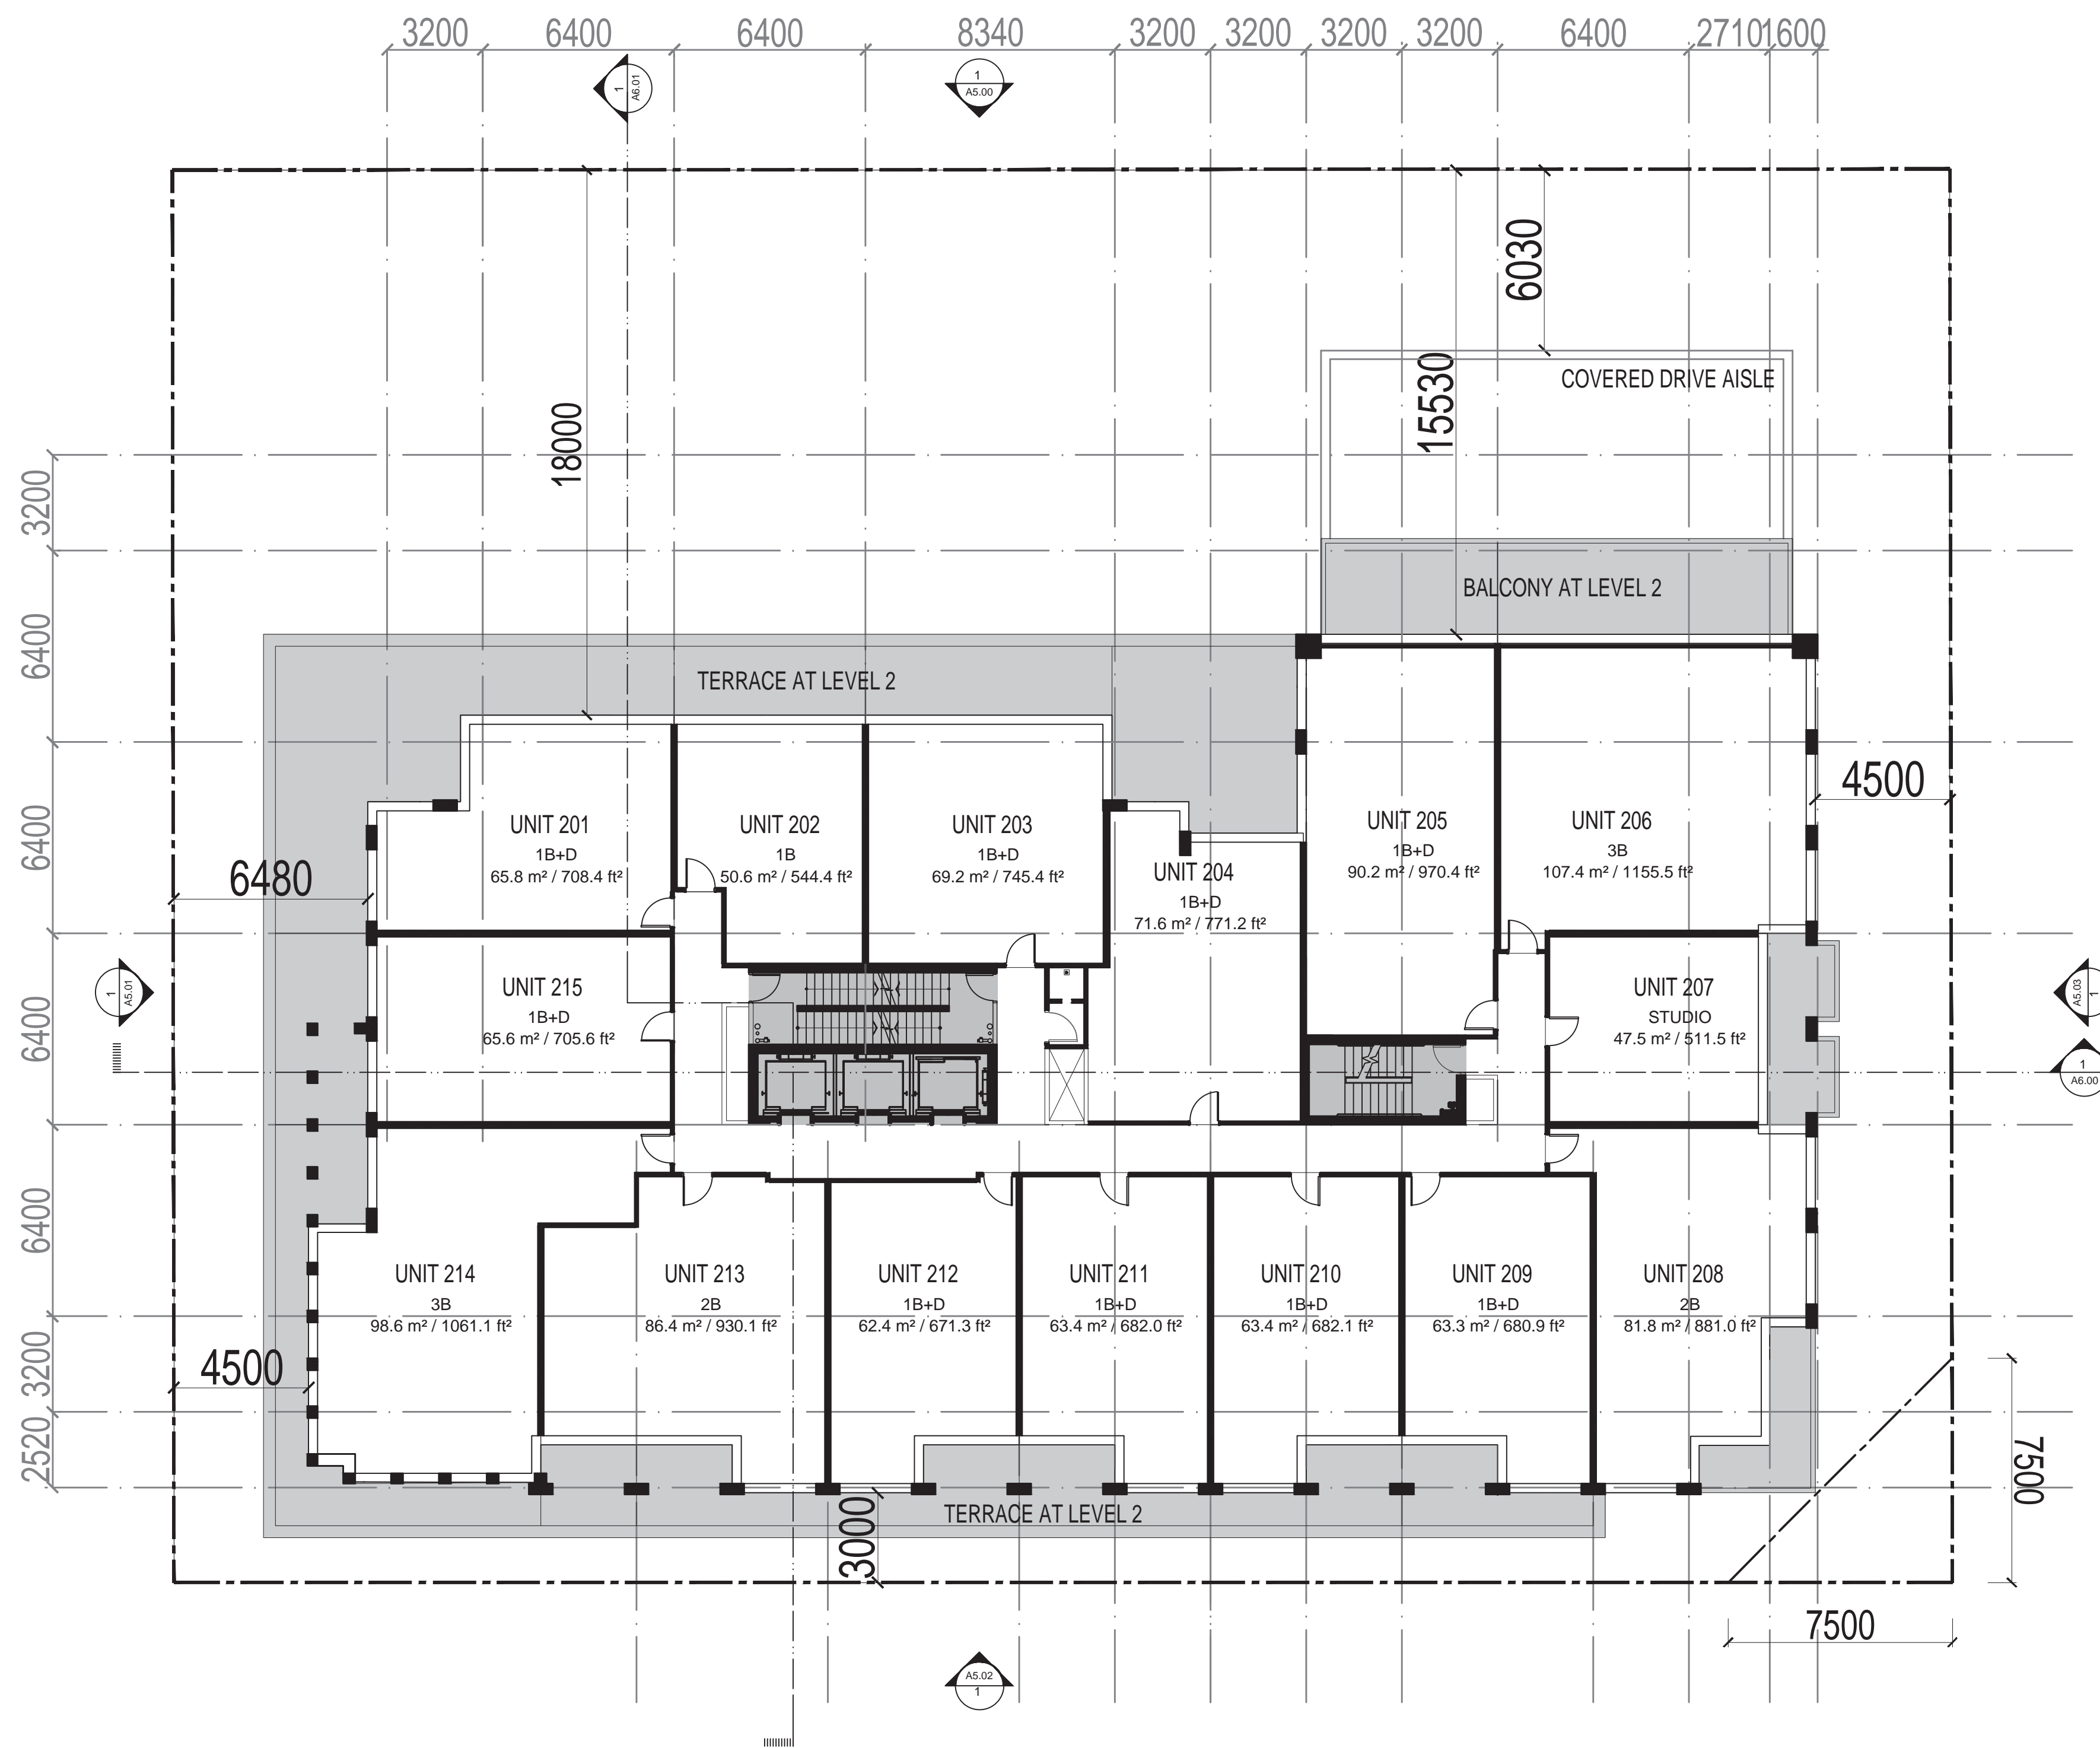 3200 6400 6400 8340 3200 3200 3200 3200 6400 2710 1600
1
A6.01
1
A5.00
6030
COVERED DRIVE AISLE
15530
18000
3200
BALCONY AT LEVEL 2
6400
TERRACE AT LEVEL 2
4500
6400
UNIT 201
1B+D
65.8 m² / 708.4 ft²
UNIT 202
1B
50.6 m² / 544.4 ft²
UNIT 203
1B+D
69.2 m² / 745.4 ft²
UNIT 204
1B+D
71.6 m² / 771.2 ft²
UNIT 205
1B+D
90.2 m² / 970.4 ft²
UNIT 206
3B
107.4 m² / 1155.5 ft²
6480
1
A5.01
6400
UNIT 215
1B+D
65.6 m² / 705.6 ft²
UNIT 207
STUDIO
47.5 m² / 511.5 ft²
A5.03
1
1
A6.00
6400
UNIT 214
3B
98.6 m² / 1061.1 ft²
UNIT 213
2B
86.4 m² / 930.1 ft²
UNIT 212
1B+D
62.4 m² / 671.3 ft²
UNIT 211
1B+D
63.4 m² / 682.0 ft²
UNIT 210
1B+D
63.4 m² / 682.1 ft²
UNIT 209
1B+D
63.3 m² / 680.9 ft²
UNIT 208
2B
81.8 m² / 881.0 ft²
3200
4500
2520
7500
TERRACE AT LEVEL 2
3000
7500
A5.02
1